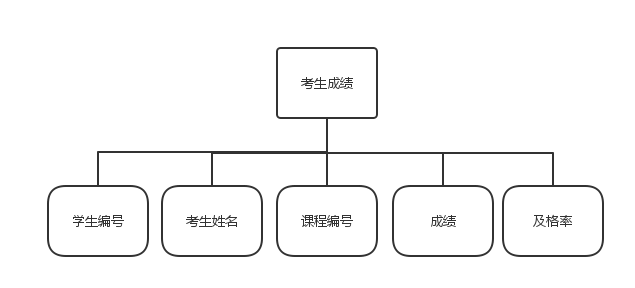 考生成绩
学生编号
考生姓名
课程编号
成绩
及格率